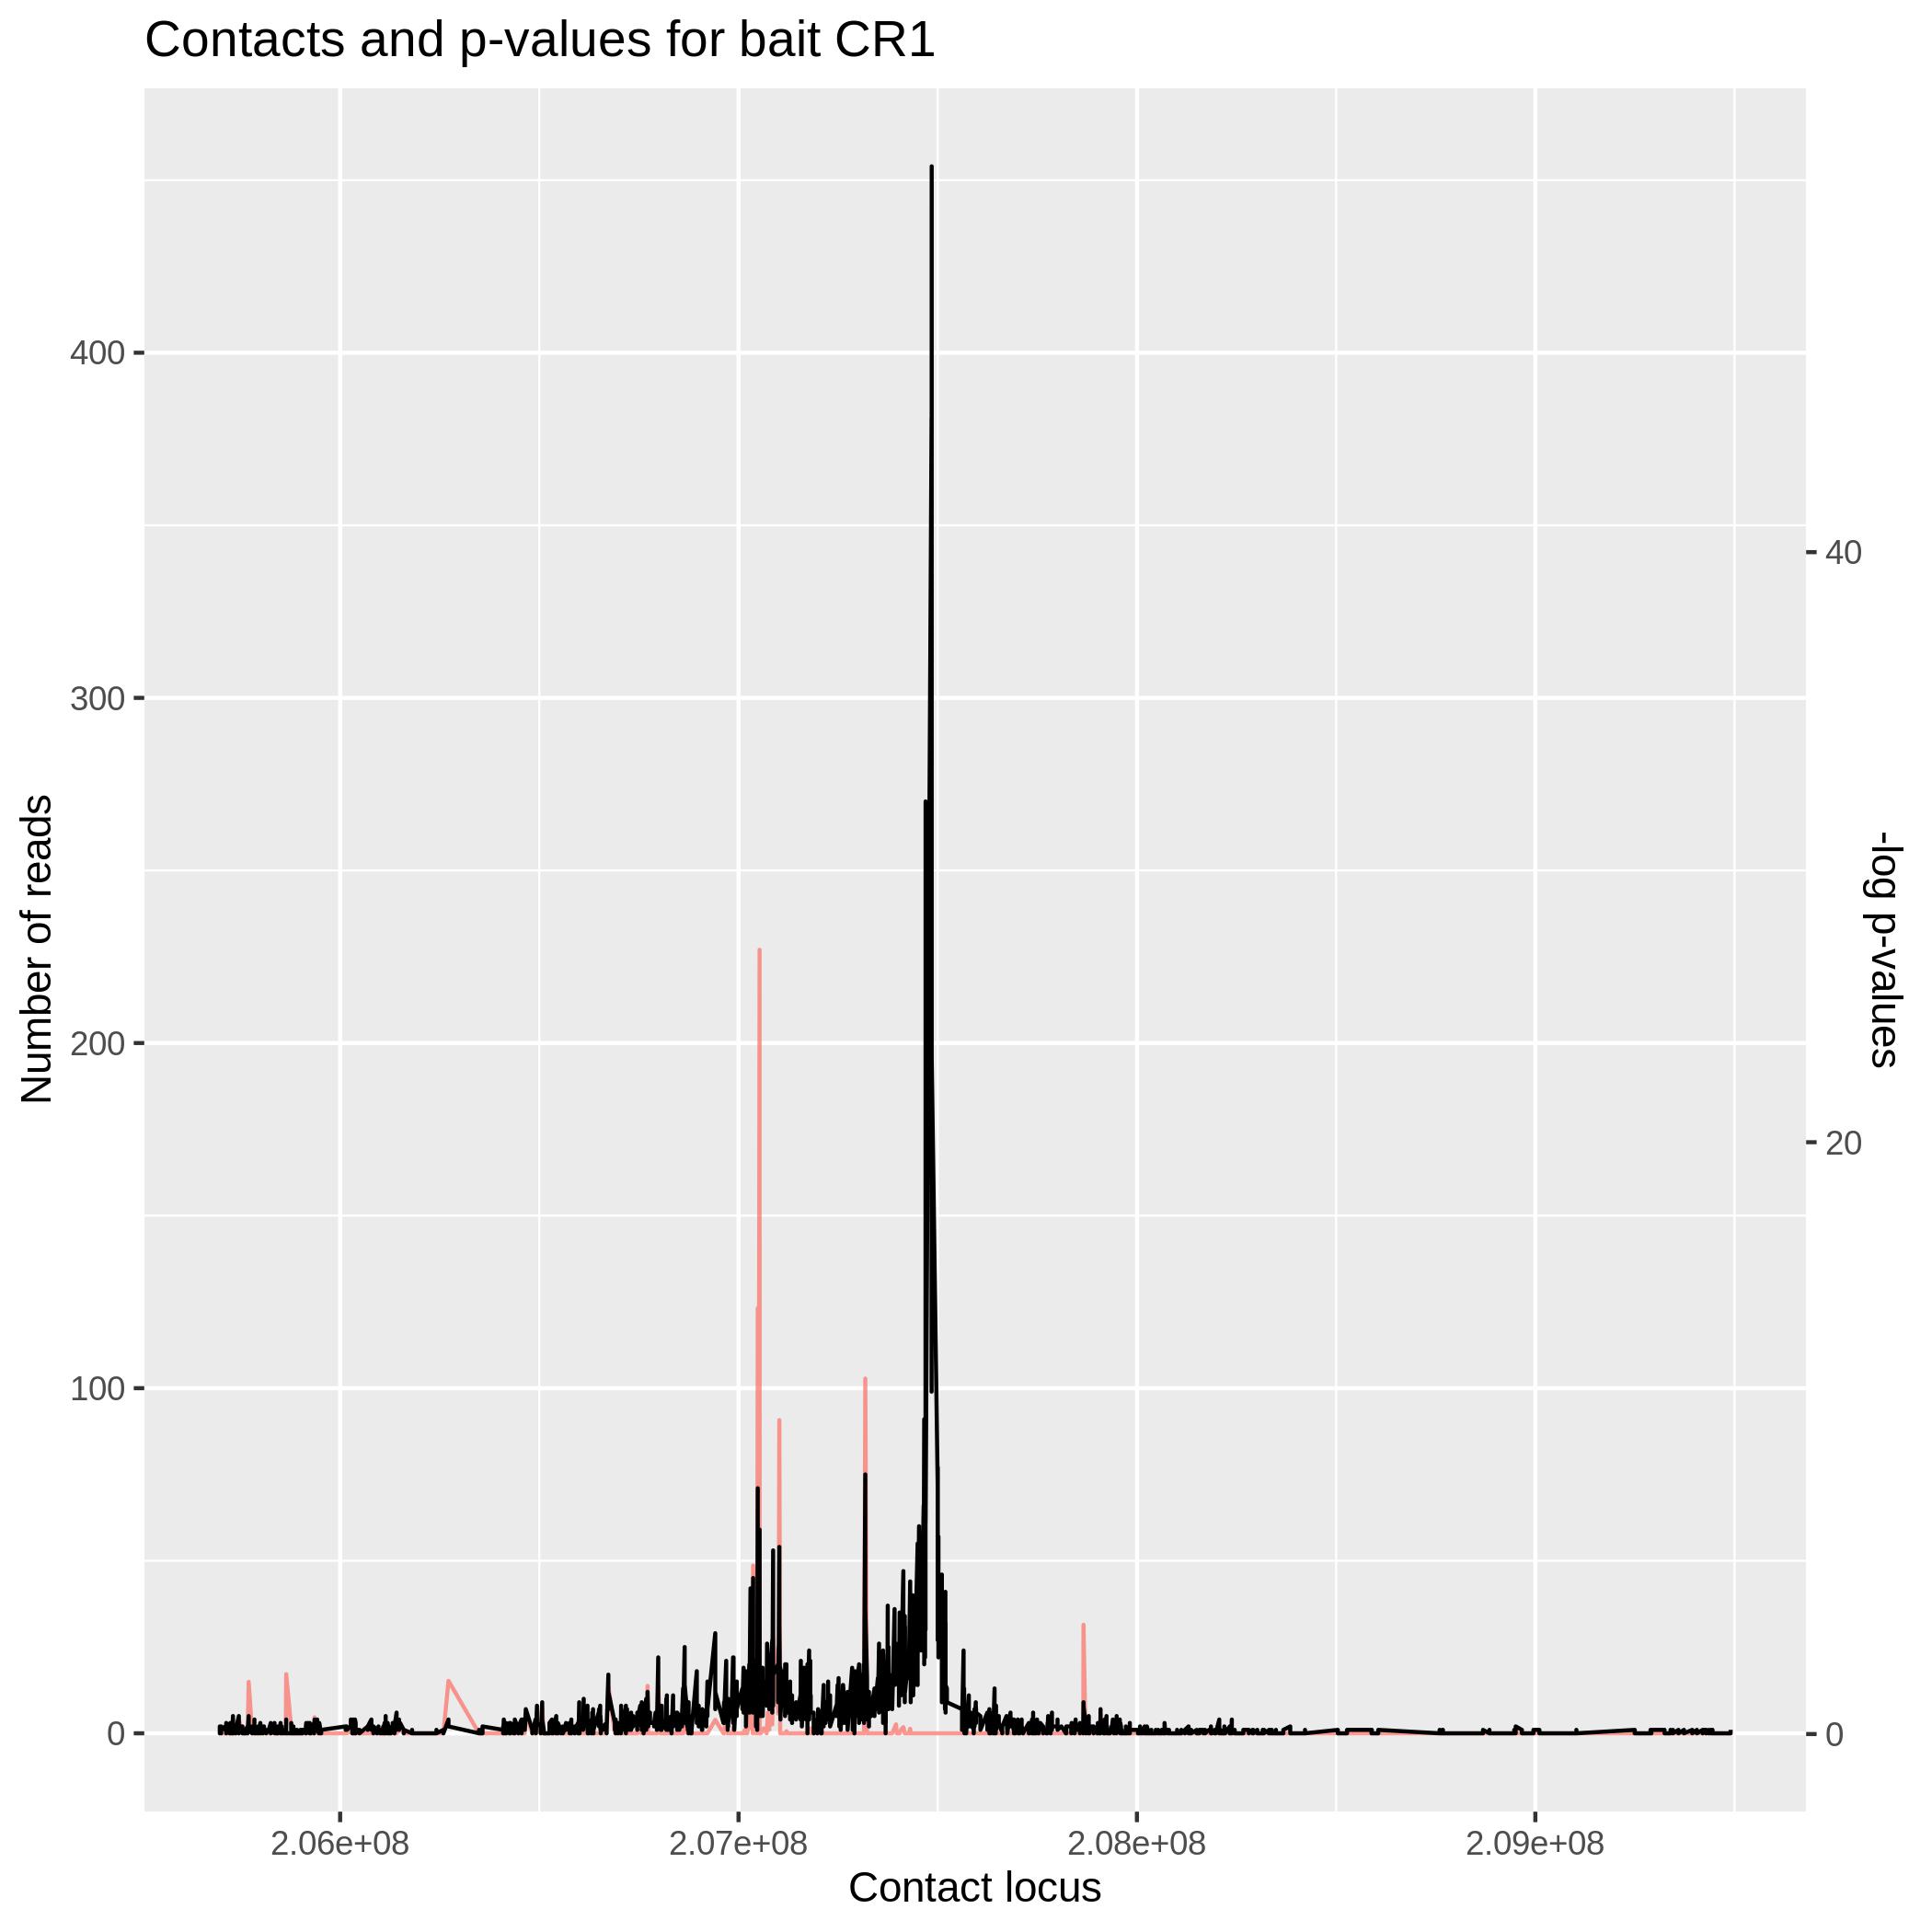 Contacts and p-values for bait CR1
Number of reads
400
300
200
100
0
40
20
0
-log p-values
2.06e+08
2.07e+08
2.08e+08
2.09e+08
Contact locus